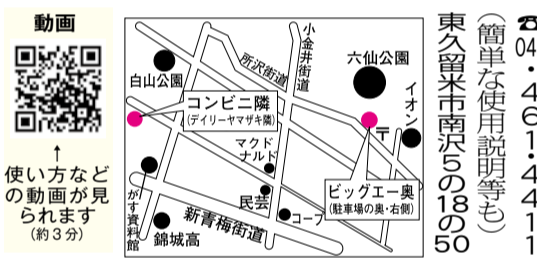 ☎04・461・4411
(簡単な使用説明等も)
東久留米市南沢5の18の50
動画
↑
使い方など
の動画が見
られます
(約3分)
小金井街道
所沢街道
六仙公園
白山公園
イオン
コンビニ隣
(デイリーヤマザキ隣)
〒
マクド
ナルド
ビッグエー奥
(駐車場の奥・右側)
民芸
コープ
がす資料館
新青梅街道
錦城高